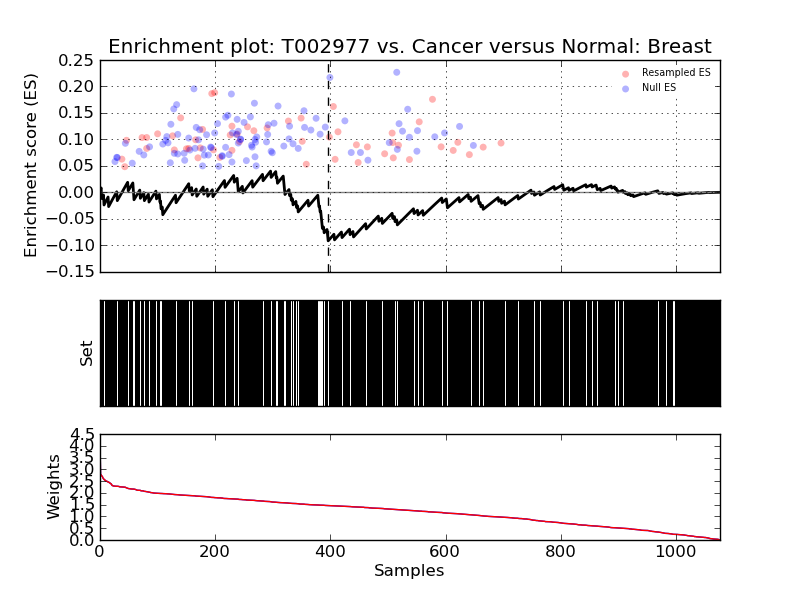 Enrichment plot: T002977 vs. Cancer versus Normal: Breast
Enrichment score (ES)
0.25
0.20
0.15
0.10
0.05
0.00
−0.05
−0.10
−0.15
Resampled ES
Null ES
Set
Weights
4.5
4.0
3.5
3.0
2.5
2.0
1.5
1.0
0.5
0.0
0 200 400 600 800 1000
Samples